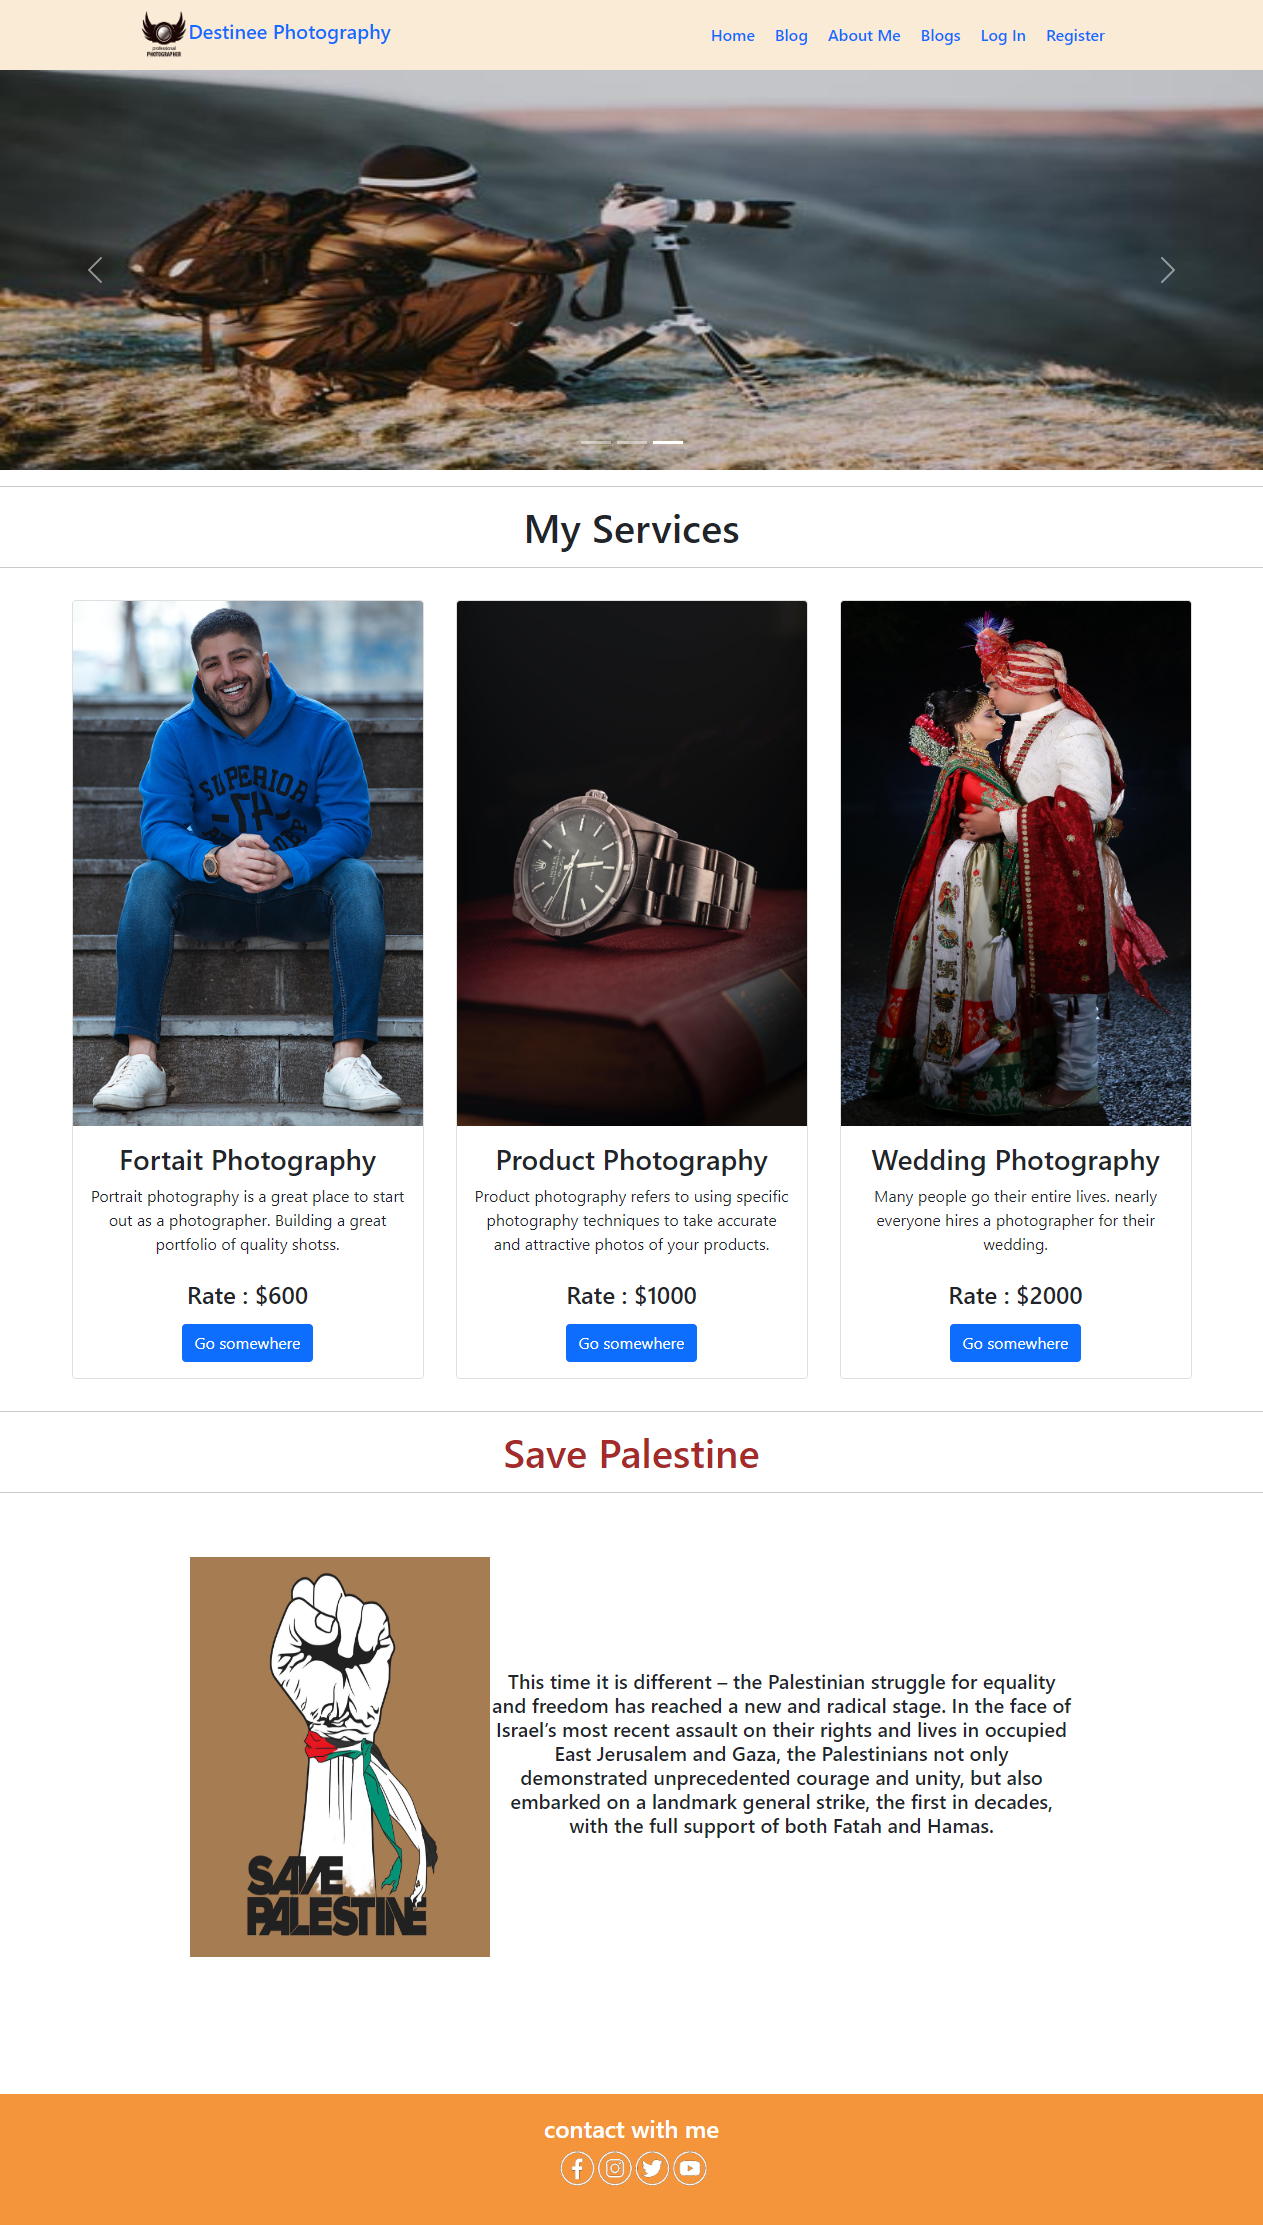 professional
PHOTOGRAPHER
Destinee Photography
Home Blog About Me Blogs Log In Register
My Services
SUPERIOR
Fortait Photography
Portrait photography is a great place to start
out as a photographer. Building a great
portfolio of quality shotss.
Rate : $600
Go somewhere
Product Photography
Product photography refers to using specific
photography techniques to take accurate
and attractive photos of your products.
Rate : $1000
Go somewhere
Wedding Photography
Many people go their entire lives. nearly
everyone hires a photographer for their
wedding.
Rate : $2000
Go somewhere
Save Palestine
SAVE
PALESTINE
This time it is different – the Palestinian struggle for equality
and freedom has reached a new and radical stage. In the face of
Israel’s most recent assault on their rights and lives in occupied
East Jerusalem and Gaza, the Palestinians not only
demonstrated unprecedented courage and unity, but also
embarked on a landmark general strike, the first in decades,
with the full support of both Fatah and Hamas.
contact with me